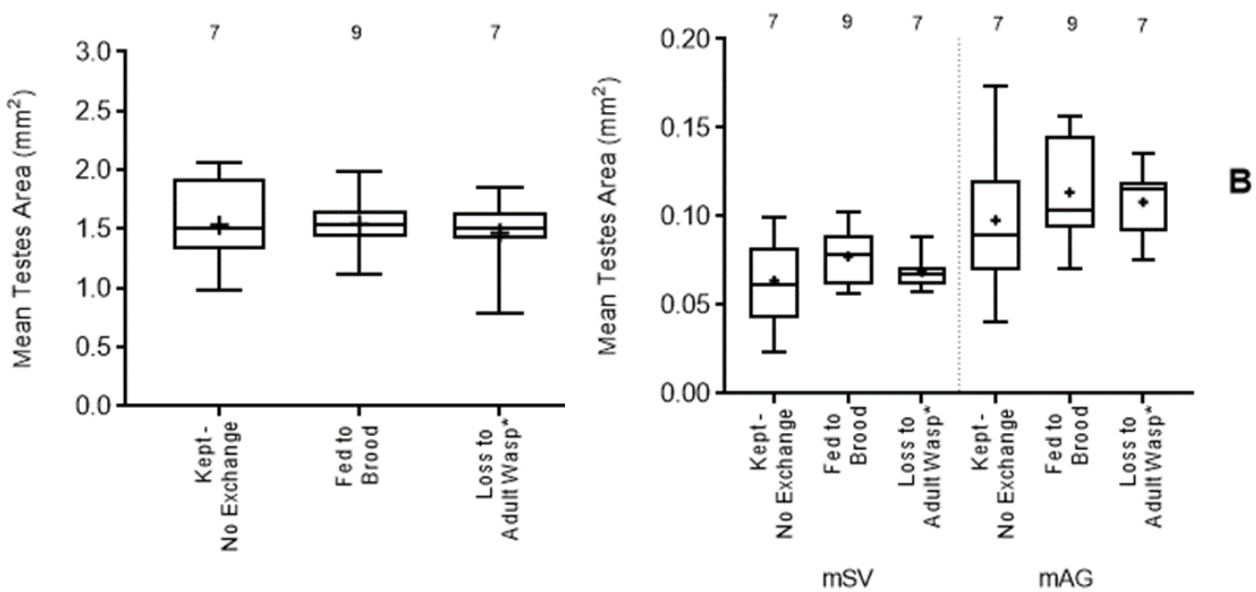 7 9 7
3.0
2.5
2.0
1.5
1.0
0.5
0.0
Mean Testes Area (mm²)
Kept -
No Exchange
Fed to
Brood
Loss to
Adult Wasp*
7 9 7 7 9 7
0.20
0.15
0.10
0.05
0.00
Mean Testes Area (mm²)
Kept -
No Exchange
Fed to
Brood
Loss to
Adult Wasp*
Kept -
No Exchange
Fed to
Brood
Loss to
Adult Wasp*
mSV mAG
B